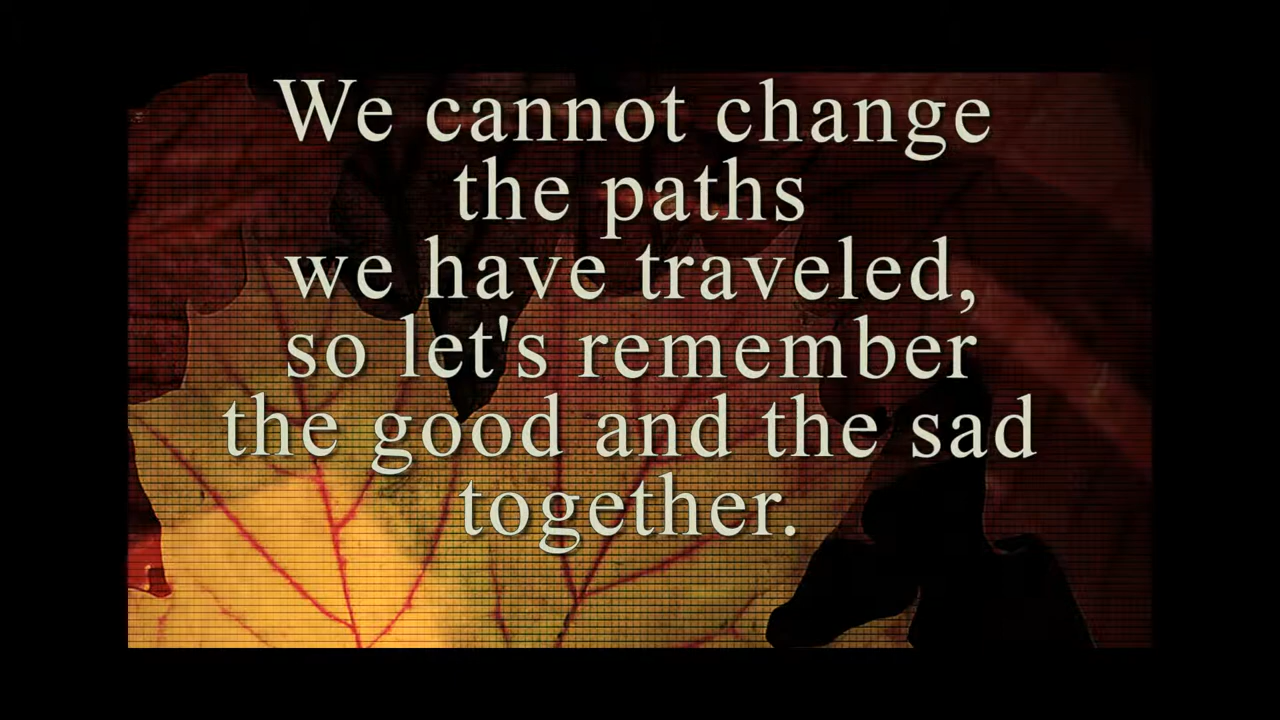 We cannot change
the paths
we have traveled,
so let's remember
the good and the sad
together.